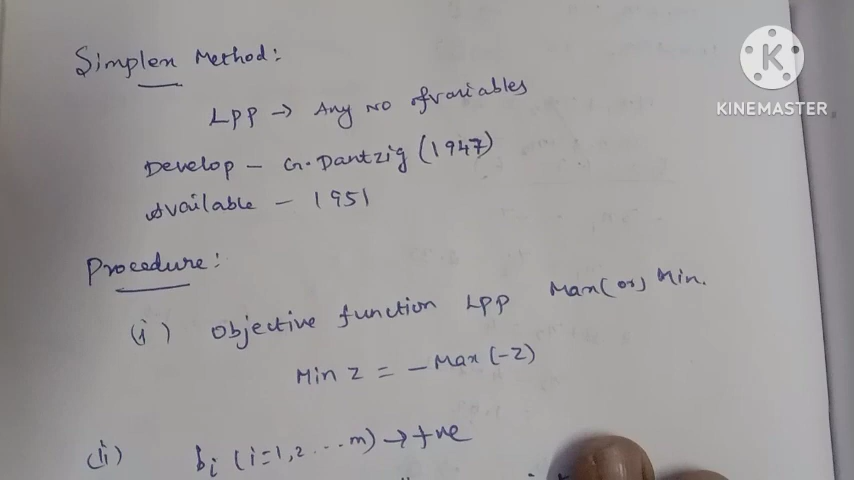 Simplex Method:
K
KINEMASTER
LPP → Any NO of variables
Develop - G. Dantzig (1947)
Available - 1951
Procedure:
(i) Objective function LPP Max (or) Min.
Min Z = - Max (-Z)
(ii) bi (i=1,2...m) → +ve